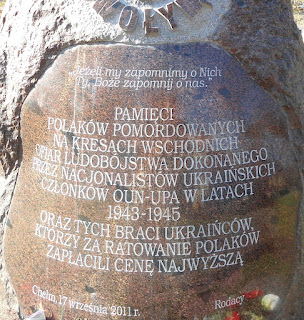 WOŁYŃ
„Jeżeli my zapomnimy o Nich
Ty, Boże zapomnij o nas."
PAMIĘCI
POLAKÓW POMORDOWANYCH
NA KRESACH WSCHODNICH
OFIAR LUDOBÓJSTWA DOKONANEGO
PRZEZ NACJONALISTÓW UKRAIŃSKICH
CZŁONKÓW OUN-UPA W LATACH
1943-1945
ORAZ TYCH BRACI UKRAIŃCÓW,
KTÓRZY ZA RATOWANIE POLAKÓW
ZAPŁACILI CENĘ NAJWYŻSZĄ
Chełm, 17 września 2011 r.
Rodacy